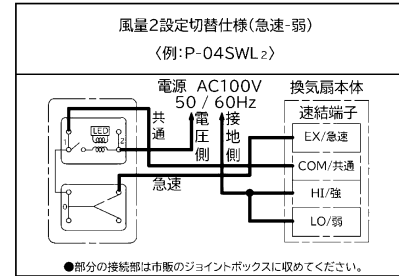 風量2設定切替仕様(急速-弱)
〈例:P-04SWL2〉
電源 AC100V
50 / 60Hz
換気扇本体
速結端子
共通
電圧側
接地側
LED
1
2
EX/急速
COM/共通
急速
HI/強
0
LO/弱
●部分の接続部は市販のジョイントボックスに収めてください。